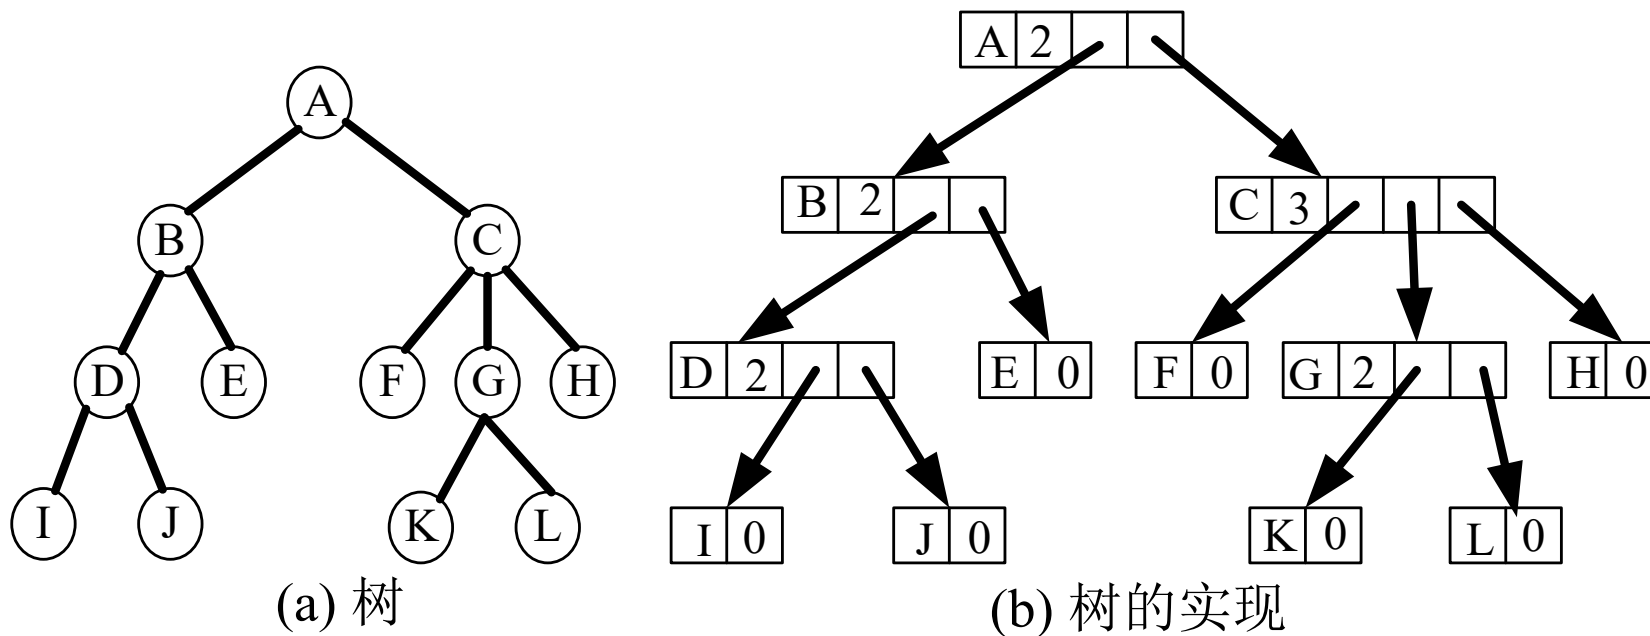 A
B C
D E F G H
I J K L
(a) 树
A 2
B 2 C 3
D 2 E 0 F 0 G 2 H 0
I 0 J 0 K 0 L 0
(b) 树的实现